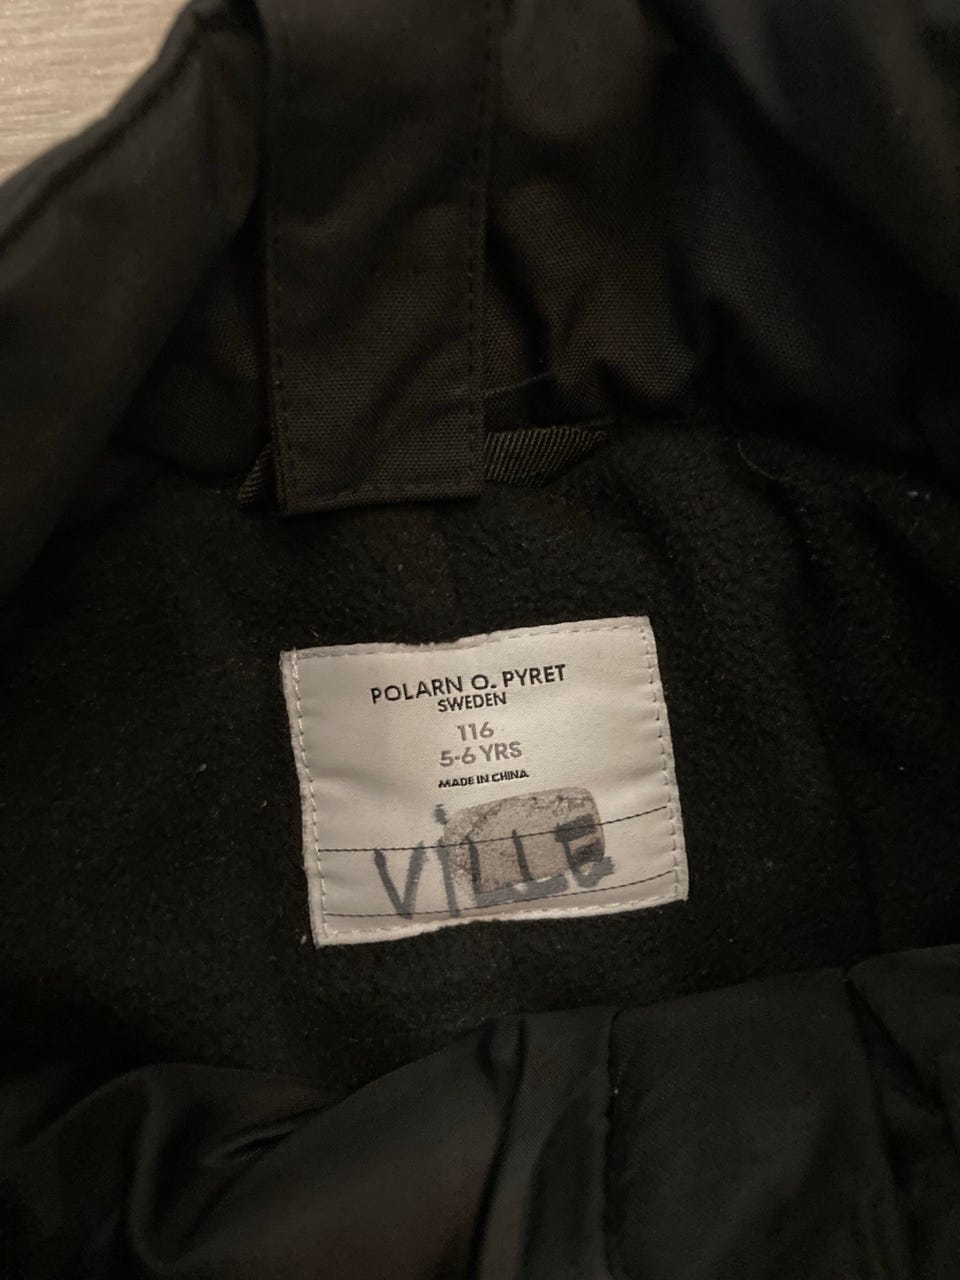 POLARN O. PYRET
SWEDEN
116
5-6 YRS
MADE IN CHINA
ViLLE